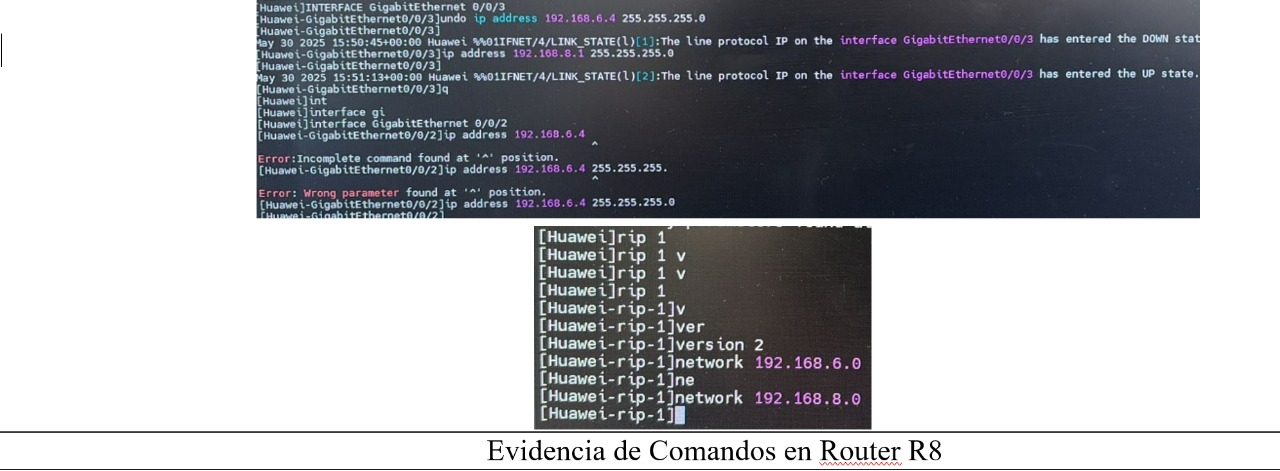 [Huawei]INTERFACE GigabitEthernet 0/0/3
[Huawei-GigabitEthernet0/0/3]undo ip address 192.168.6.4 255.255.255.0
[Huawei-GigabitEthernet0/0/3]
May 30 2025 15:50:45+00:00 Huawei %%01IFNET/4/LINK_STATE(l)[1]:The line protocol IP on the interface GigabitEthernet0/0/3 has entered the DOWN stat
[Huawei-GigabitEthernet0/0/3]ip address 192.168.8.1 255.255.255.0
[Huawei-GigabitEthernet0/0/3]
May 30 2025 15:51:13+00:00 Huawei %%01IFNET/4/LINK_STATE(l)[2]:The line protocol IP on the interface GigabitEthernet0/0/3 has entered the UP state.
[Huawei-GigabitEthernet0/0/3]q
[Huawei]int
[Huawei]interface gi
[Huawei]interface GigabitEthernet 0/0/2
[Huawei-GigabitEthernet0/0/2]ip address 192.168.6.4
^
Error:Incomplete command found at '^' position.
[Huawei-GigabitEthernet0/0/2]ip address 192.168.6.4 255.255.255.
^
Error: Wrong parameter found at '^' position.
[Huawei-GigabitEthernet0/0/2]ip address 192.168.6.4 255.255.255.0
[Huawei-GigabitEthernet0/0/2]
[Huawei]rip 1
[Huawei]rip 1 v
[Huawei]rip 1 v
[Huawei]rip 1
[Huawei-rip-1]v
[Huawei-rip-1]ver
[Huawei-rip-1]version 2
[Huawei-rip-1]network 192.168.6.0
[Huawei-rip-1]ne
[Huawei-rip-1]network 192.168.8.0
[Huawei-rip-1]
Evidencia de Comandos en Router R8